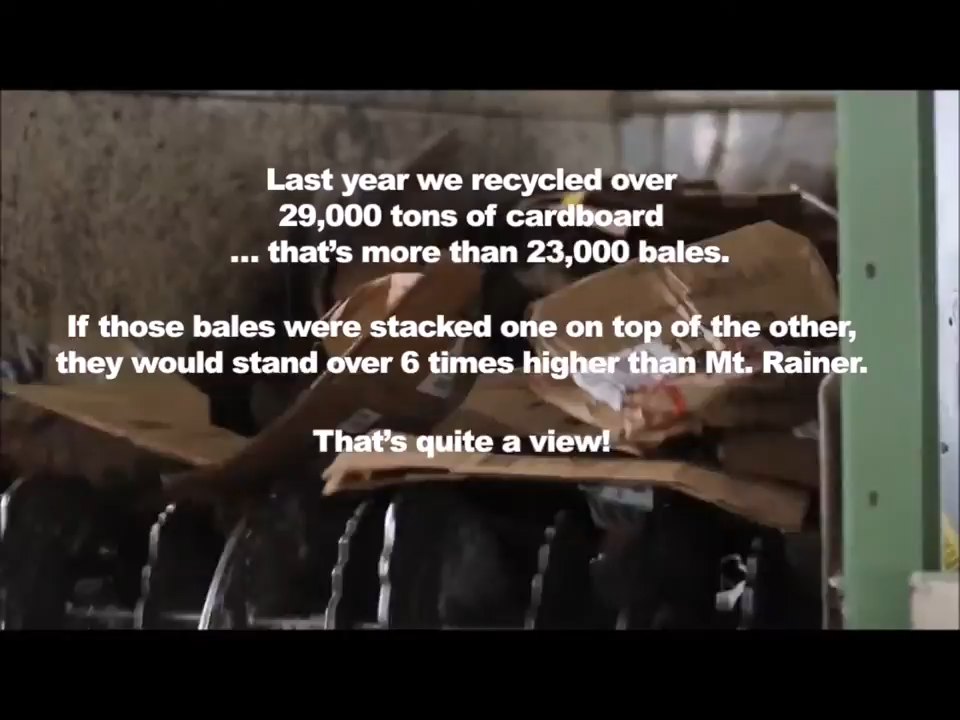 Last year we recycled over
29,000 tons of cardboard
... that's more than 23,000 bales.
If those bales were stacked one on top of the other,
they would stand over 6 times higher than Mt. Rainer.
That's quite a view!